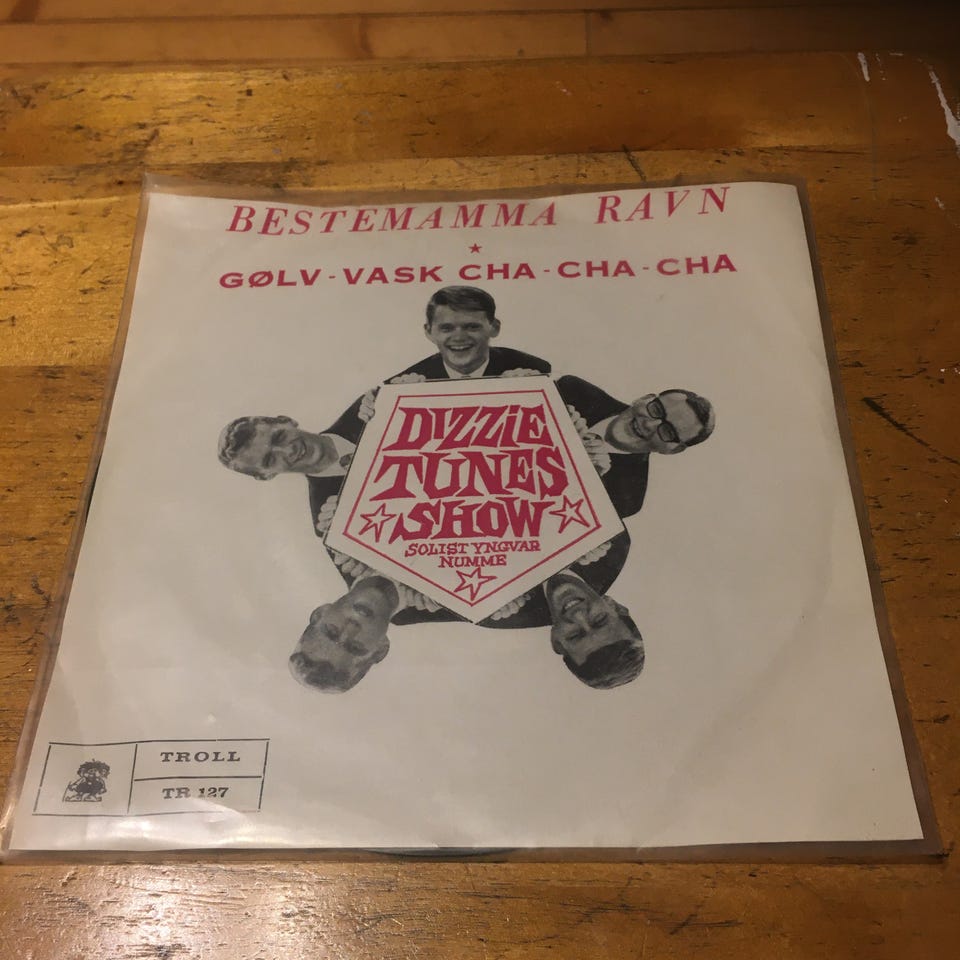 BESTEMAMMA RAVN
GØLV-VASK CHA-CHA-CHA
DIZZiE
TUNES
SHOW
SOLIST YNGVAR
NUMME
TROLL
TR 127